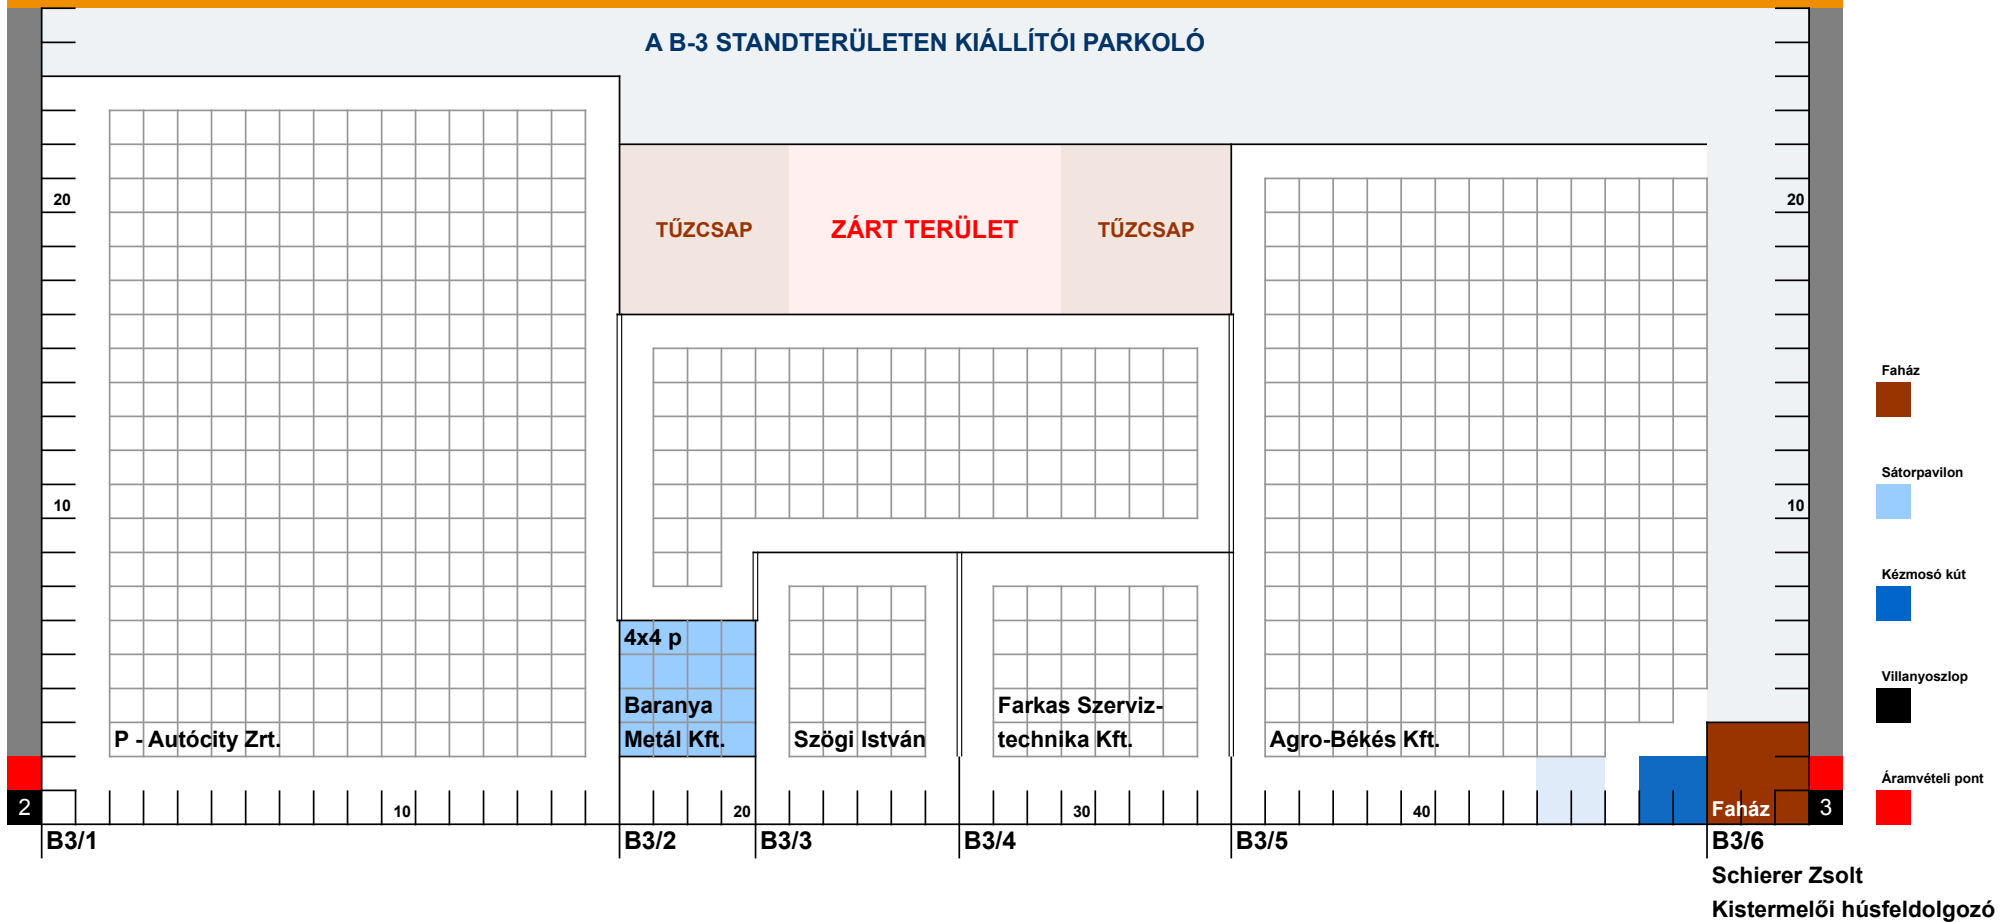 A B-3 STANDTERÜLETEN KIÁLLÍTÓI PARKOLÓ
20
20
TŰZCSAP
ZÁRT TERÜLET
TŰZCSAP
Faház
Sátorpavilon
10
10
Kézmosó kút
4x4 p
Villanyoszlop
Baranya
Metál Kft.
Farkas Szerviz-
technika Kft.
P - Autócity Zrt.
Szögi István
Agro-Békés Kft.
Áramvételi pont
2
10
20
30
40
Faház
3
B3/1
B3/2
B3/3
B3/4
B3/5
B3/6
Schierer Zsolt
Kistermelői húsfeldolgozó